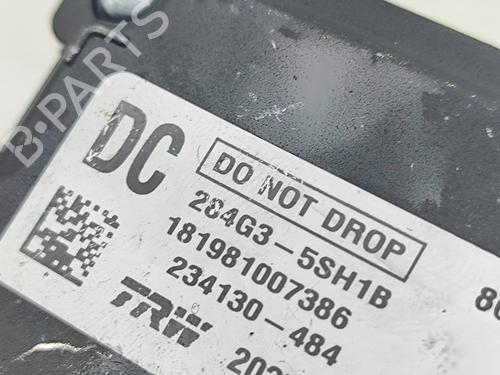 B-PARTS
DC
DO NOT DROP
284G3-5SH1B
181981007386
234130-484
TRW